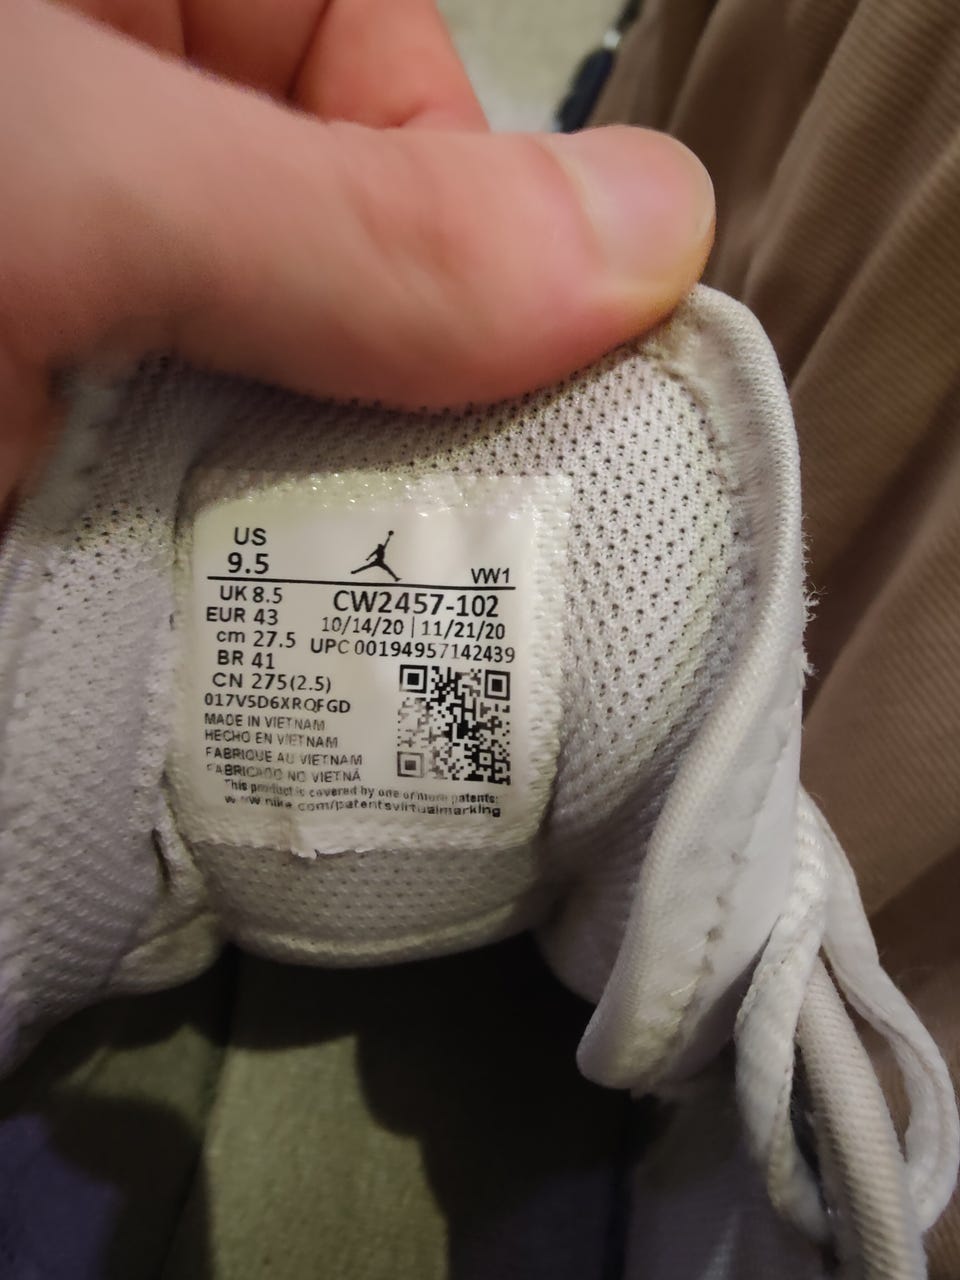 US
9.5
VW1
UK 8.5
EUR 43
cm 27.5
BR 41
CN 275(2.5)
CW2457-102
10/14/20 | 11/21/20
UPC 00194957142439
017V5D6XRQFGD
MADE IN VIETNAM
HECHO EN VIETNAM
FABRIQUE AU VIETNAM
FABRICADO NO VIETNÃ
This product is covered by one or more patents:
www.nike.com/patentsvirtualmarking